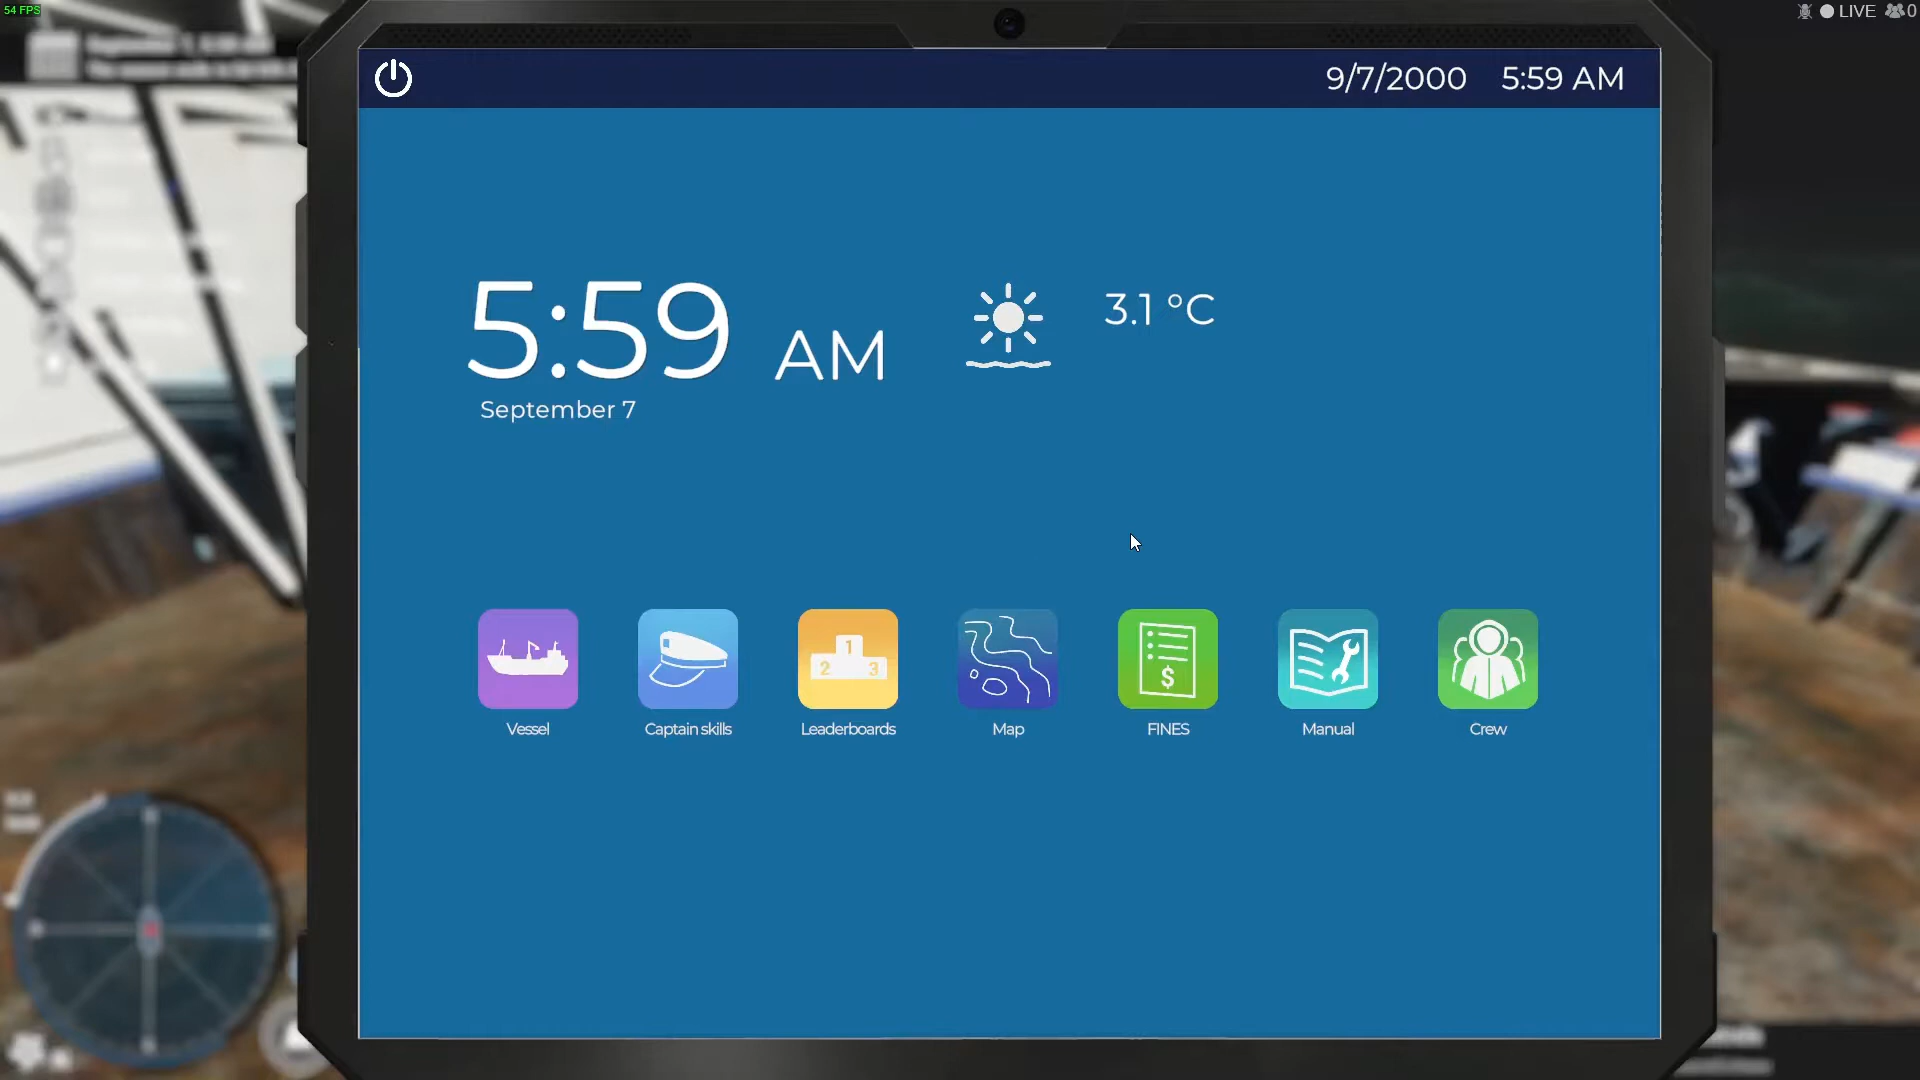 54 FPS
LIVE 0
9/7/2000 5:59 AM
5:59 AM
September 7
3.1 °C
1
2 3
$
Vessel
Captain skills
Leaderboards
Map
FINES
Manual
Crew